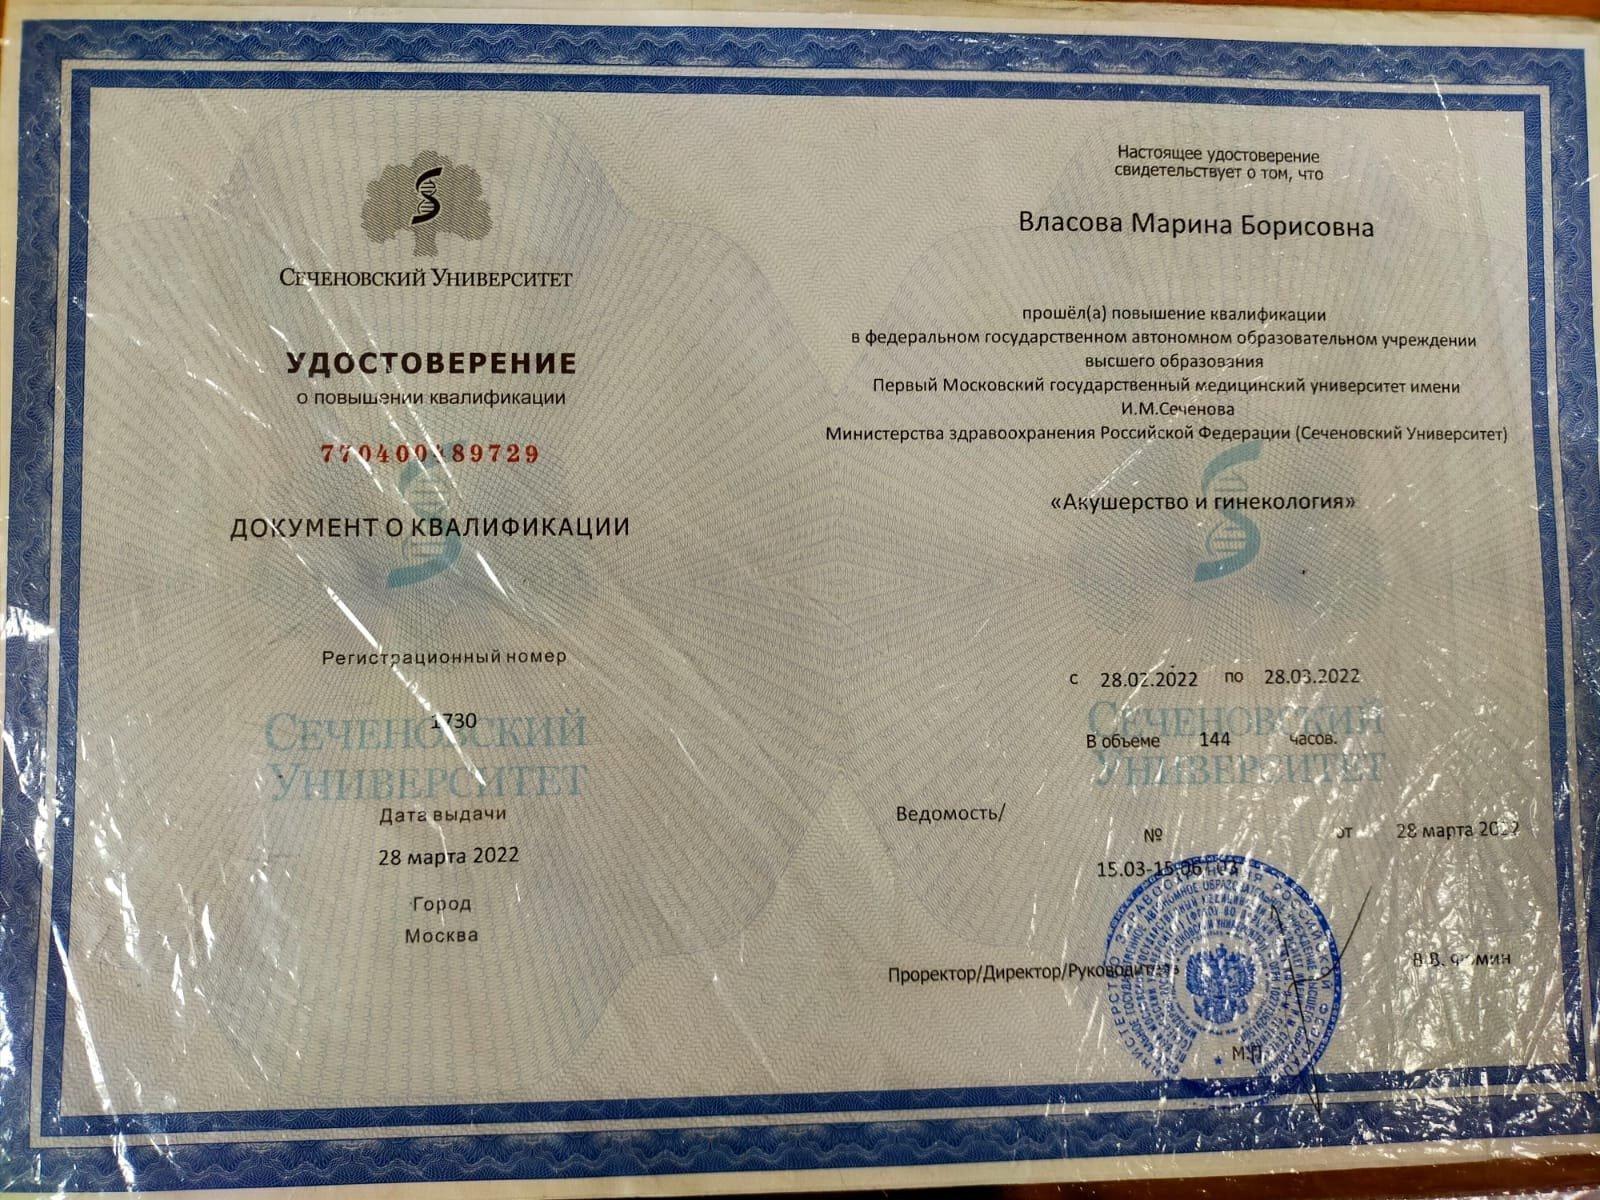 Сеченовский Университет
УДОСТОВЕРЕНИЕ
о повышении квалификации
770400189729
ДОКУМЕНТ О КВАЛИФИКАЦИИ
Регистрационный номер
1730
Сеченовский
Университет
Дата выдачи
28 марта 2022
Город
Москва
Настоящее удостоверение
свидетельствует о том, что
Власова Марина Борисовна
прошёл(а) повышение квалификации
в федеральном государственном автономном образовательном учреждении
высшего образования
Первый Московский государственный медицинский университет имени
И.М.Сеченова
Министерства здравоохранения Российской Федерации (Сеченовский Университет)
«Акушерство и гинекология»
с 28.02.2022 по 28.03.2022
Сеченовский
В объеме 144 часов.
Университет
Ведомость/
№ от 28 марта 2022
Проректор/Директор/Руководитель
В.В. Фомин
М.П.